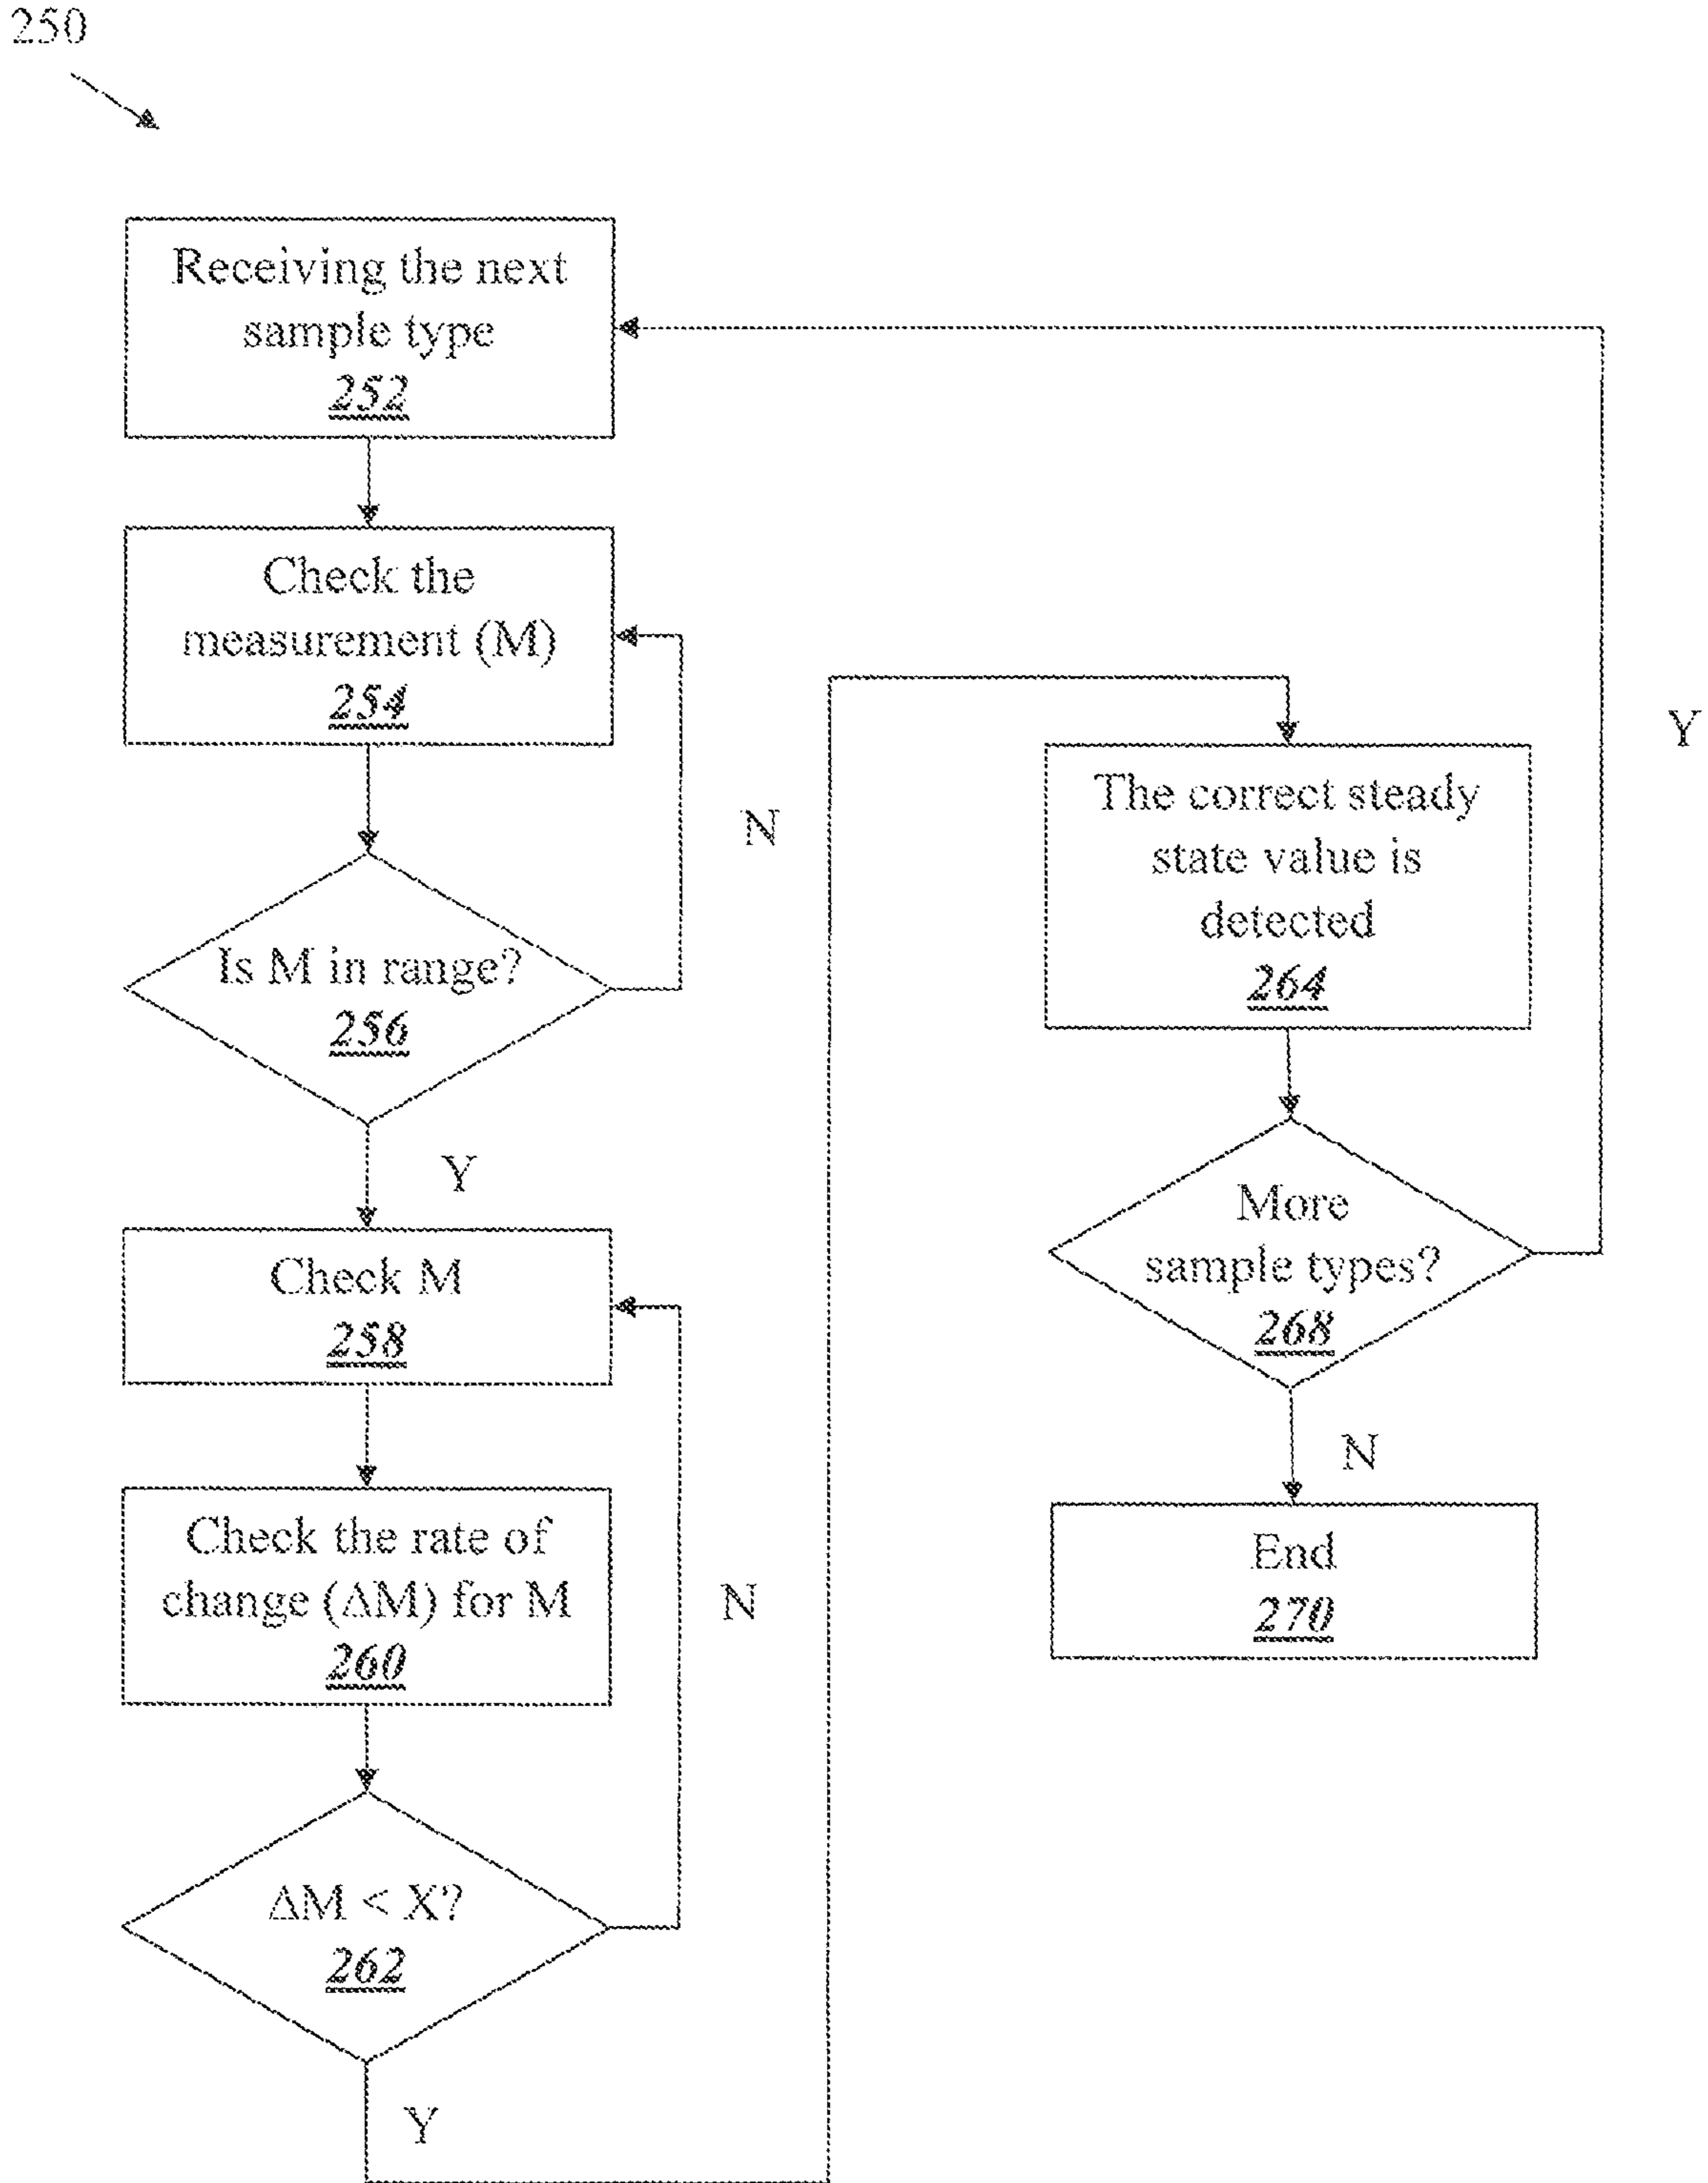 250
Receiving the next
sample type
252
Check the
measurement (M)
254
N
Is M in range?
256
Y
Check M
258
Check the rate of
change (ΔM) for M
260
N
ΔM < X?
262
Y
The correct steady
state value is
detected
264
Y
More
sample types?
268
N
End
270